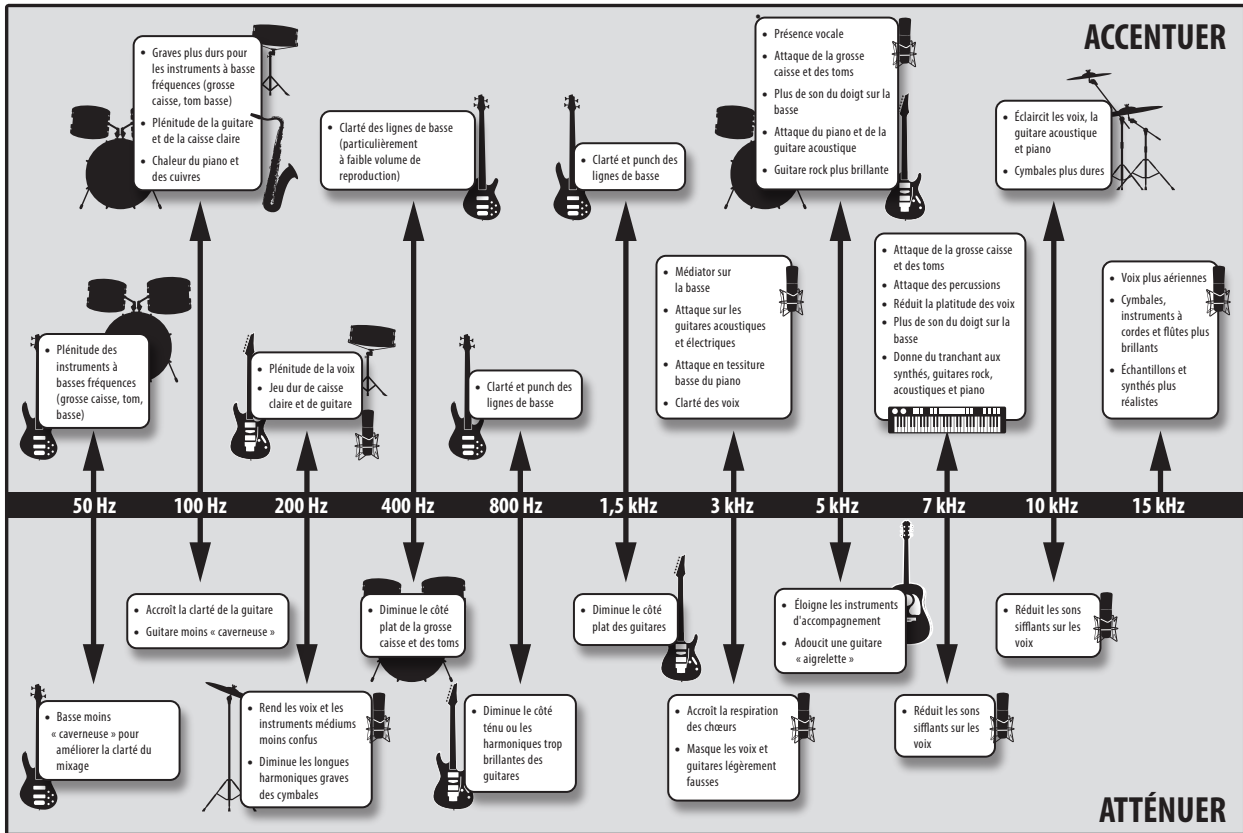 ACCENTUER
• Graves plus durs pour
les instruments à basse
fréquences (grosse
caisse, tom basse)
• Plénitude de la guitare
et de la caisse claire
• Chaleur du piano et
des cuivres
• Clarté des lignes de basse
(particulièrement
à faible volume de
reproduction)
• Clarté et punch des
lignes de basse
• Présence vocale
• Attaque de la grosse
caisse et des toms
• Plus de son du doigt sur la
basse
• Attaque du piano et de la
guitare acoustique
• Guitare rock plus brillante
• Éclaircit les voix, la
guitare acoustique
et piano
• Cymbales plus dures
• Plénitude des
instruments à
basses fréquences
(grosse caisse, tom,
basse)
• Plénitude de la voix
• Jeu dur de caisse
claire et de guitare
• Clarté et punch des
lignes de basse
• Médiator sur
la basse
• Attaque sur les
guitares acoustiques
et électriques
• Attaque en tessiture
basse du piano
• Clarté des voix
• Attaque de la grosse caisse
et des toms
• Attaque des percussions
• Réduit la platitude des voix
• Plus de son du doigt sur la
basse
• Donne du tranchant aux
synthés, guitares rock,
acoustiques et piano
• Voix plus aériennes
• Cymbales,
instruments à
cordes et flûtes plus
brillants
• Échantillons et
synthés plus
réalistes
50 Hz 100 Hz 200 Hz 400 Hz 800 Hz 1,5 kHz 3 kHz 5 kHz 7 kHz 10 kHz 15 kHz
• Accroît la clarté de la guitare
• Guitare moins « caverneuse »
• Diminue le côté
plat de la grosse
caisse et des toms
• Diminue le côté
plat des guitares
• Éloigne les instruments
d'accompagnement
• Adoucit une guitare
« aigrelette »
• Réduit les sons
sifflants sur les
voix
• Basse moins
« caverneuse » pour
améliorer la clarté du
mixage
• Rend les voix et les
instruments médiums
moins confus
• Diminue les longues
harmoniques graves
des cymbales
• Diminue le côté
ténu ou les
harmoniques trop
brillantes des
guitares
• Accroît la respiration
des chœurs
• Masque les voix et
guitares légèrement
fausses
• Réduit les sons
sifflants sur les
voix
ATTÉNUER